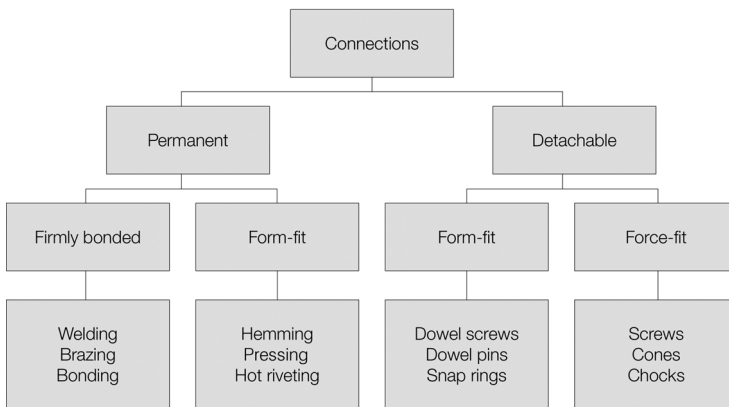 Connections
Permanent
Detachable
Firmly bonded
Form-fit
Form-fit
Force-fit
Welding
Brazing
Bonding
Hemming
Pressing
Hot riveting
Dowel screws
Dowel pins
Snap rings
Screws
Cones
Chocks